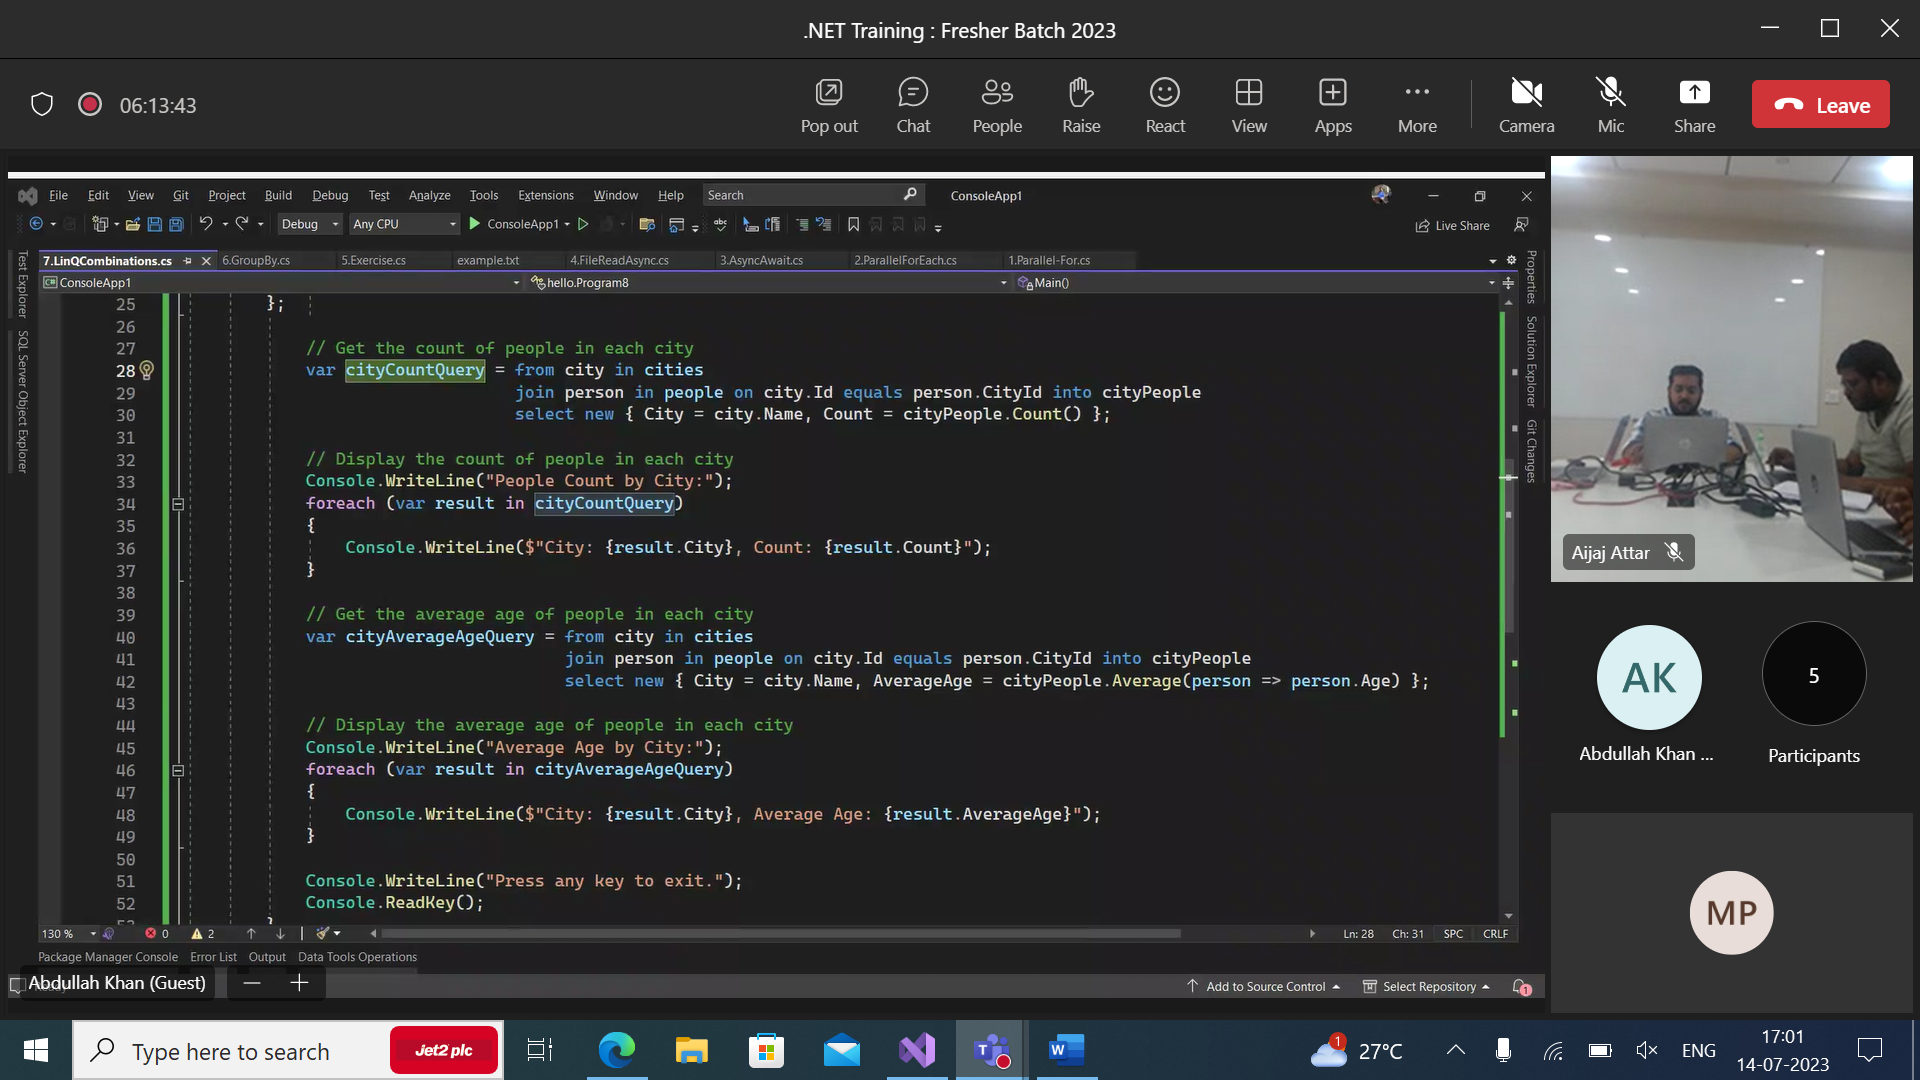 .NET Training : Fresher Batch 2023
06:13:43
Pop out
Chat
People
Raise
React
View
Apps
More
Camera
Mic
Share
Leave
File Edit View Git Project Build Debug Test Analyze Tools Extensions Window Help
Search
ConsoleApp1
Debug
Any CPU
ConsoleApp1
Live Share
7.LinQCombinations.cs
6.GroupBy.cs
5.Exercise.cs
example.txt
4.FileReadAsync.cs
3.AsyncAwait.cs
2.ParallelForEach.cs
1.Parallel-For.cs
ConsoleApp1
hello.Program8
Main()
Test Explorer
SQL Server Object Explorer
25 };
26
27 // Get the count of people in each city
28 var cityCountQuery = from city in cities
29 join person in people on city.Id equals person.CityId into cityPeople
30 select new { City = city.Name, Count = cityPeople.Count() };
31
32 // Display the count of people in each city
33 Console.WriteLine("People Count by City:");
34 foreach (var result in cityCountQuery)
35 {
36 Console.WriteLine($"City: {result.City}, Count: {result.Count}");
37 }
38
39 // Get the average age of people in each city
40 var cityAverageAgeQuery = from city in cities
41 join person in people on city.Id equals person.CityId into cityPeople
42 select new { City = city.Name, AverageAge = cityPeople.Average(person => person.Age) };
43
44 // Display the average age of people in each city
45 Console.WriteLine("Average Age by City:");
46 foreach (var result in cityAverageAgeQuery)
47 {
48 Console.WriteLine($"City: {result.City}, Average Age: {result.AverageAge}");
49 }
50
51 Console.WriteLine("Press any key to exit.");
52 Console.ReadKey();
Properties
Solution Explorer
Git Changes
130 %
0
2
Ln: 28
Ch: 31
SPC
CRLF
Package Manager Console
Error List
Output
Data Tools Operations
Abdullah Khan (Guest)
Add to Source Control
Select Repository
1
Aijaj Attar
AK
Abdullah Khan ...
5
Participants
MP
Type here to search
Jet2 plc
T
W
1
27°C
ENG
17:01
14-07-2023